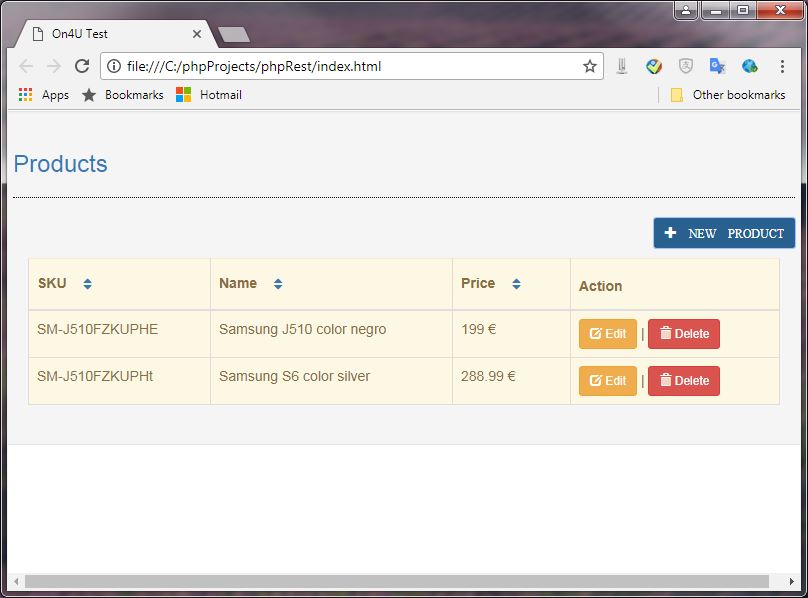 On4U Test
file:///C:/phpProjects/phpRest/index.html
Apps Bookmarks Hotmail Other bookmarks
Products
NEW PRODUCT
SKU Name Price Action
SM-J510FZKUPHE Samsung J510 color negro 199 € Edit | Delete
SM-J510FZKUPHt Samsung S6 color silver 288.99 € Edit | Delete